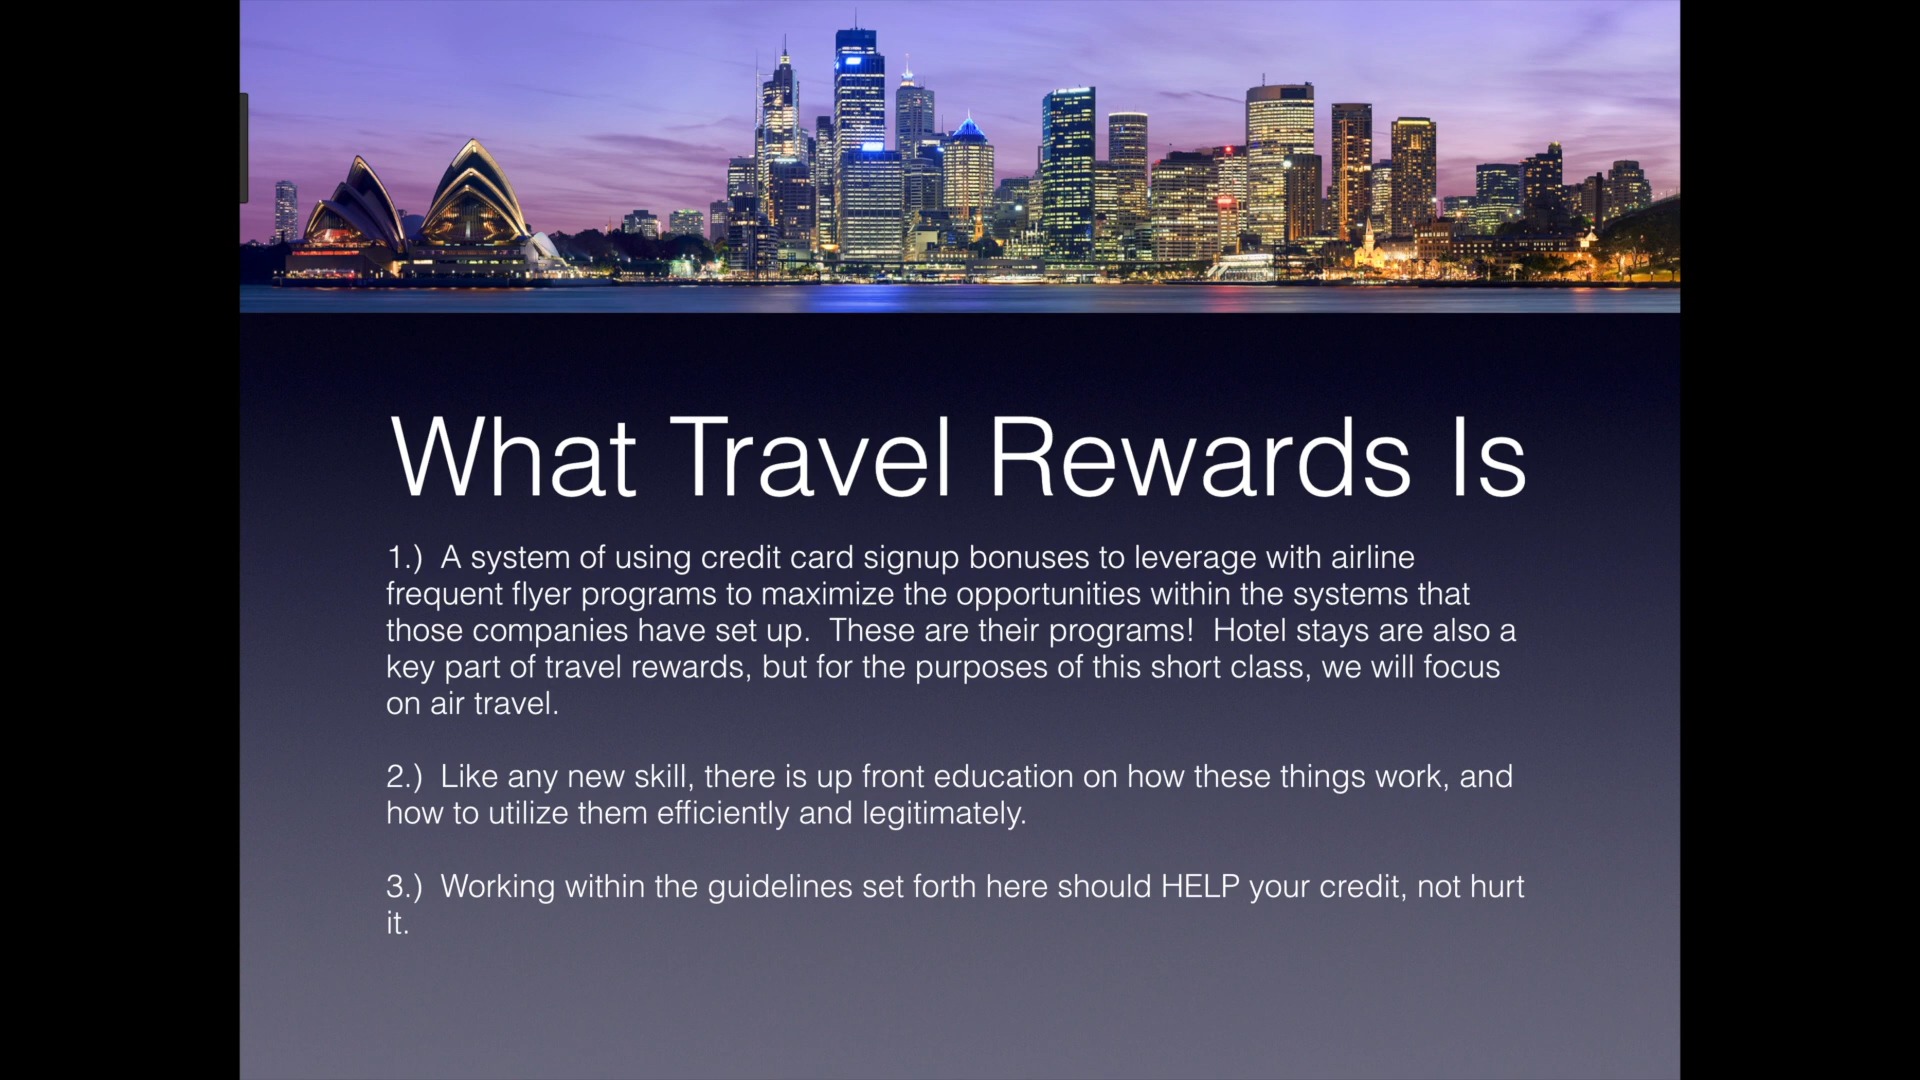 What Travel Rewards Is
1.)  A system of using credit card signup bonuses to leverage with airline
frequent flyer programs to maximize the opportunities within the systems that
those companies have set up.  These are their programs!  Hotel stays are also a
key part of travel rewards, but for the purposes of this short class, we will focus
on air travel.
2.)  Like any new skill, there is up front education on how these things work, and
how to utilize them efficiently and legitimately.
3.)  Working within the guidelines set forth here should HELP your credit, not hurt
it.